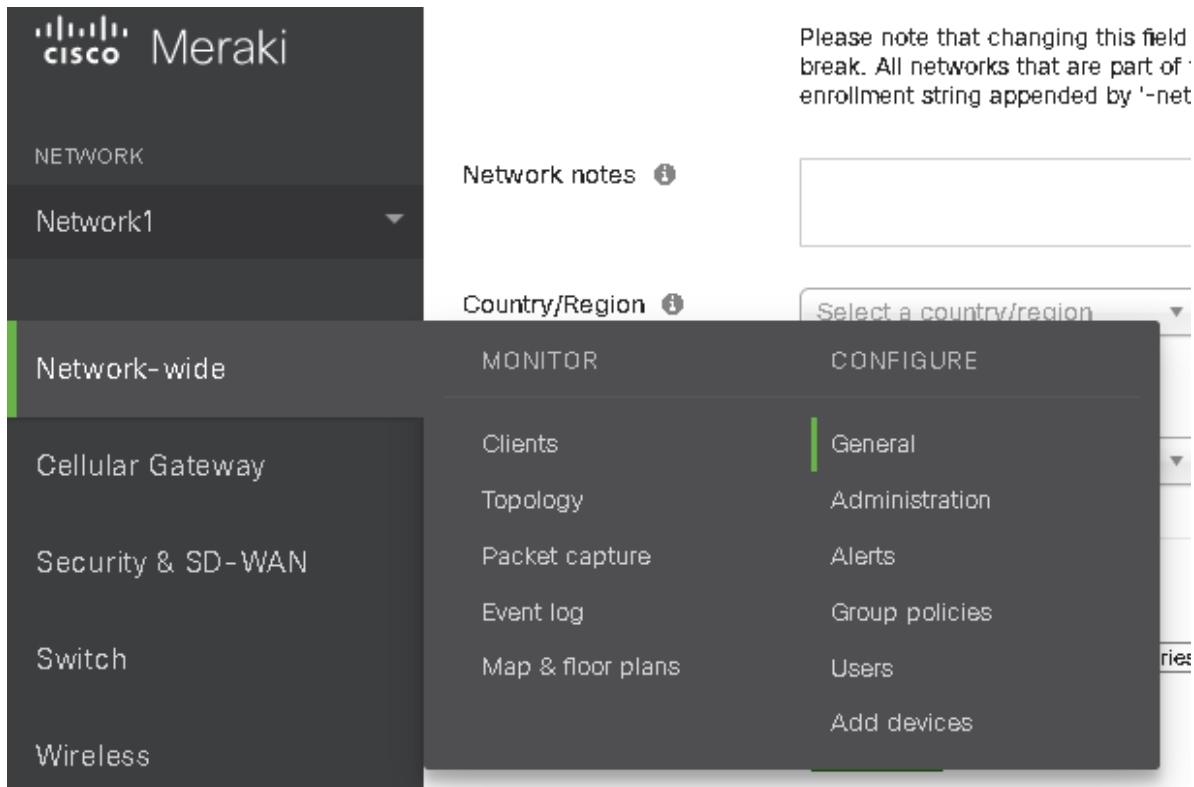 cisco Meraki
NETWORK
Network1
Network-wide
Cellular Gateway
Security & SD-WAN
Switch
Wireless
Please note that changing this field
break. All networks that are part of
enrollment string appended by '-net
Network notes
Country/Region
Select a country/region
MONITOR
Clients
Topology
Packet capture
Event log
Map & floor plans
CONFIGURE
General
Administration
Alerts
Group policies
Users
Add devices